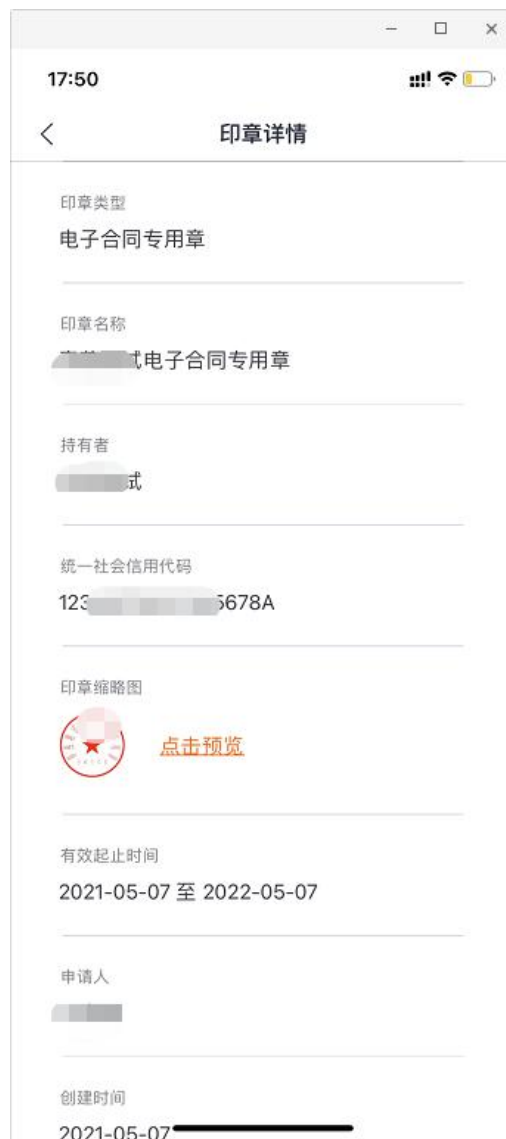 17:50
印章详情
印章类型
电子合同专用章
印章名称
试电子合同专用章
持有者
试
统一社会信用代码
123 5678A
印章缩略图
点击预览
有效起止时间
2021-05-07 至 2022-05-07
申请人
创建时间
2021-05-07